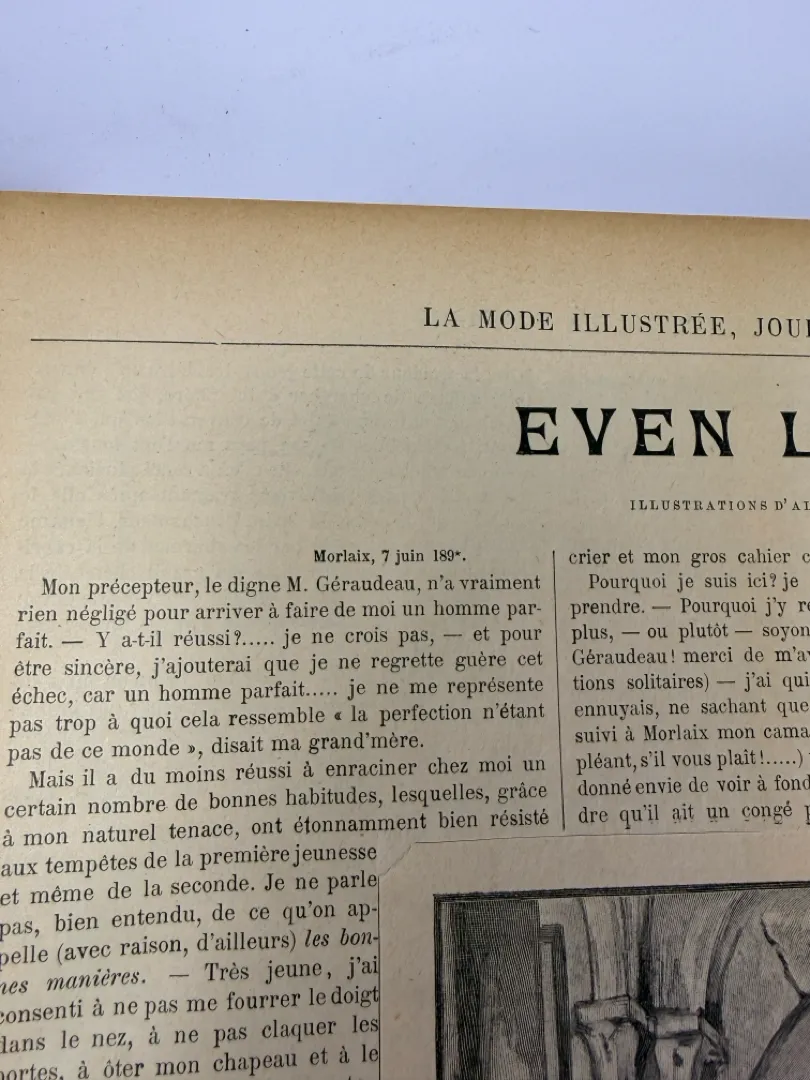 LA MODE ILLUSTRÉE,
EVEN
ILLUSTRATIONS
Morlaix, 7 juin 189*.
Mon précepteur, le digne M. Géraudeau, n'a vraiment
rien négligé pour arriver à faire de moi un homme par-
fait. — Y a-t-il réussi?..... je ne crois pas, — et pour
être sincère, j'ajouterai que je ne regrette guère cet
échec, car un homme parfait..... je ne me représente
pas trop à quoi cela ressemble « la perfection n'étant
pas de ce monde », disait ma grand'mère.
Mais il a du moins réussi à enraciner chez moi un
certain nombre de bonnes habitudes, lesquelles, grâce
à mon naturel tenace, ont étonnamment bien résisté
aux tempêtes de la première jeunesse
et même de la seconde. Je ne parle
pas, bien entendu, de ce qu'on ap-
pelle (avec raison, d'ailleurs) les bon-
nes manières. — Très jeune, j'ai
consenti à ne pas me fourrer le doigt
dans le nez, à ne pas claquer les
portes, à ôter mon chapeau et à le
crier et mon gros cahier
Pourquoi je suis ici? je
prendre. — Pourquoi j'y
plus, — ou plutôt —
Géraudeau! merci de
tions solitaires) — j'ai
ennuyais, ne sachant que
suivi à Morlaix mon
pléant, s'il vous plaît!.....)
donné envie de voir à fond
dre qu'il ait un congé